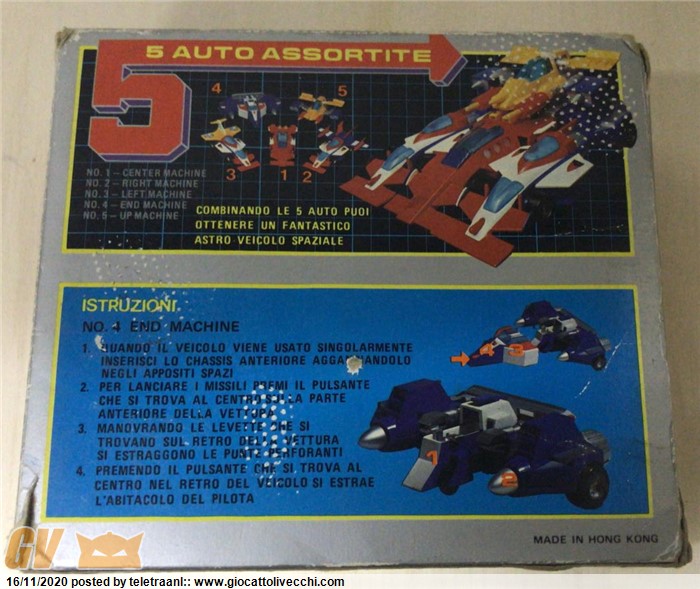 5 5 AUTO ASSORTITE
4 5
3 1 2
NO. 1 - CENTER MACHINE
NO. 2 - RIGHT MACHINE
NO. 3 - LEFT MACHINE
NO. 4 - END MACHINE
NO. 5 - UP MACHINE
COMBINANDO LE 5 AUTO PUOI
OTTENERE UN FANTASTICO
ASTRO VEICOLO SPAZIALE
ISTRUZIONI
NO. 4 END MACHINE
1. QUANDO IL VEICOLO VIENE USATO SINGOLARMENTE
INSERISCI LO CHASSIS ANTERIORE AGGANCIANDOLO
NEGLI APPOSITI SPAZI
2. PER LANCIARE I MISSILI PREMI IL PULSANTE
CHE SI TROVA AL CENTRO SULLA PARTE
ANTERIORE DELLA VETTURA
3. MANOVRANDO LE LEVETTE CHE SI
TROVANO SUL RETRO DELLA VETTURA
SI ESTRAGGONO LE PUNTE PERFORANTI
4. PREMENDO IL PULSANTE CHE SI TROVA AL
CENTRO NEL RETRO DEL VEICOLO SI ESTRAE
L'ABITACOLO DEL PILOTA
1
2
MADE IN HONG KONG
GV
16/11/2020 posted by teletraanI:: www.giocattolivecchi.com